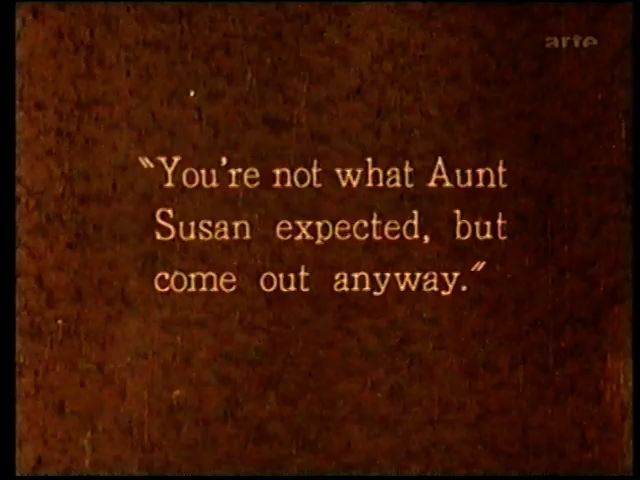 arte
"You're not what Aunt
Susan expected, but
come out anyway."